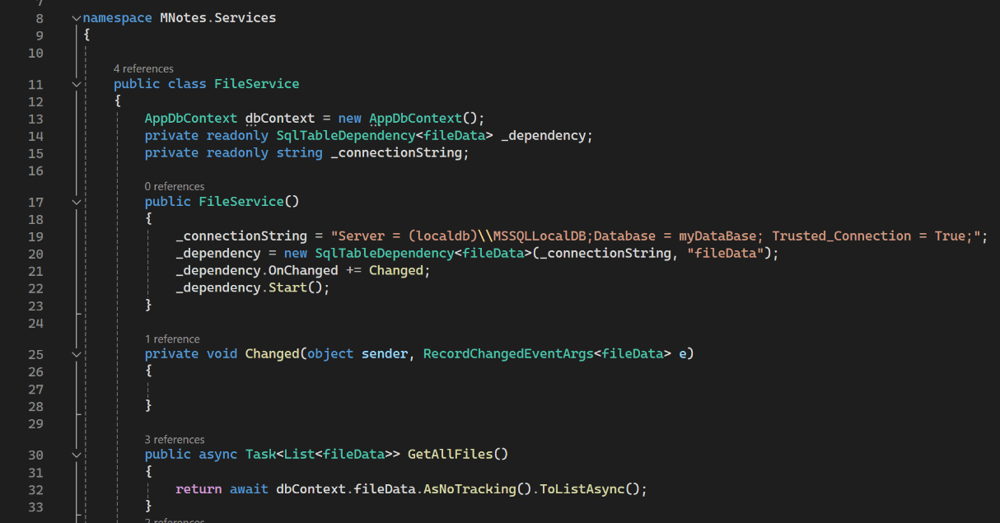 7
8 namespace MNotes.Services
9 {
10
4 references
11 public class FileService
12 {
13 AppDbContext dbContext = new AppDbContext();
14 private readonly SqlTableDependency<fileData> _dependency;
15 private readonly string _connectionString;
16
0 references
17 public FileService()
18 {
19 _connectionString = "Server = (localdb)\\MSSQLLocalDB;Database = myDataBase; Trusted_Connection = True;";
20 _dependency = new SqlTableDependency<fileData>(_connectionString, "fileData");
21 _dependency.OnChanged += Changed;
22 _dependency.Start();
23 }
24
1 reference
25 private void Changed(object sender, RecordChangedEventArgs<fileData> e)
26 {
27
28 }
29
3 references
30 public async Task<List<fileData>> GetAllFiles()
31 {
32 return await dbContext.fileData.AsNoTracking().ToListAsync();
33 }
2 references